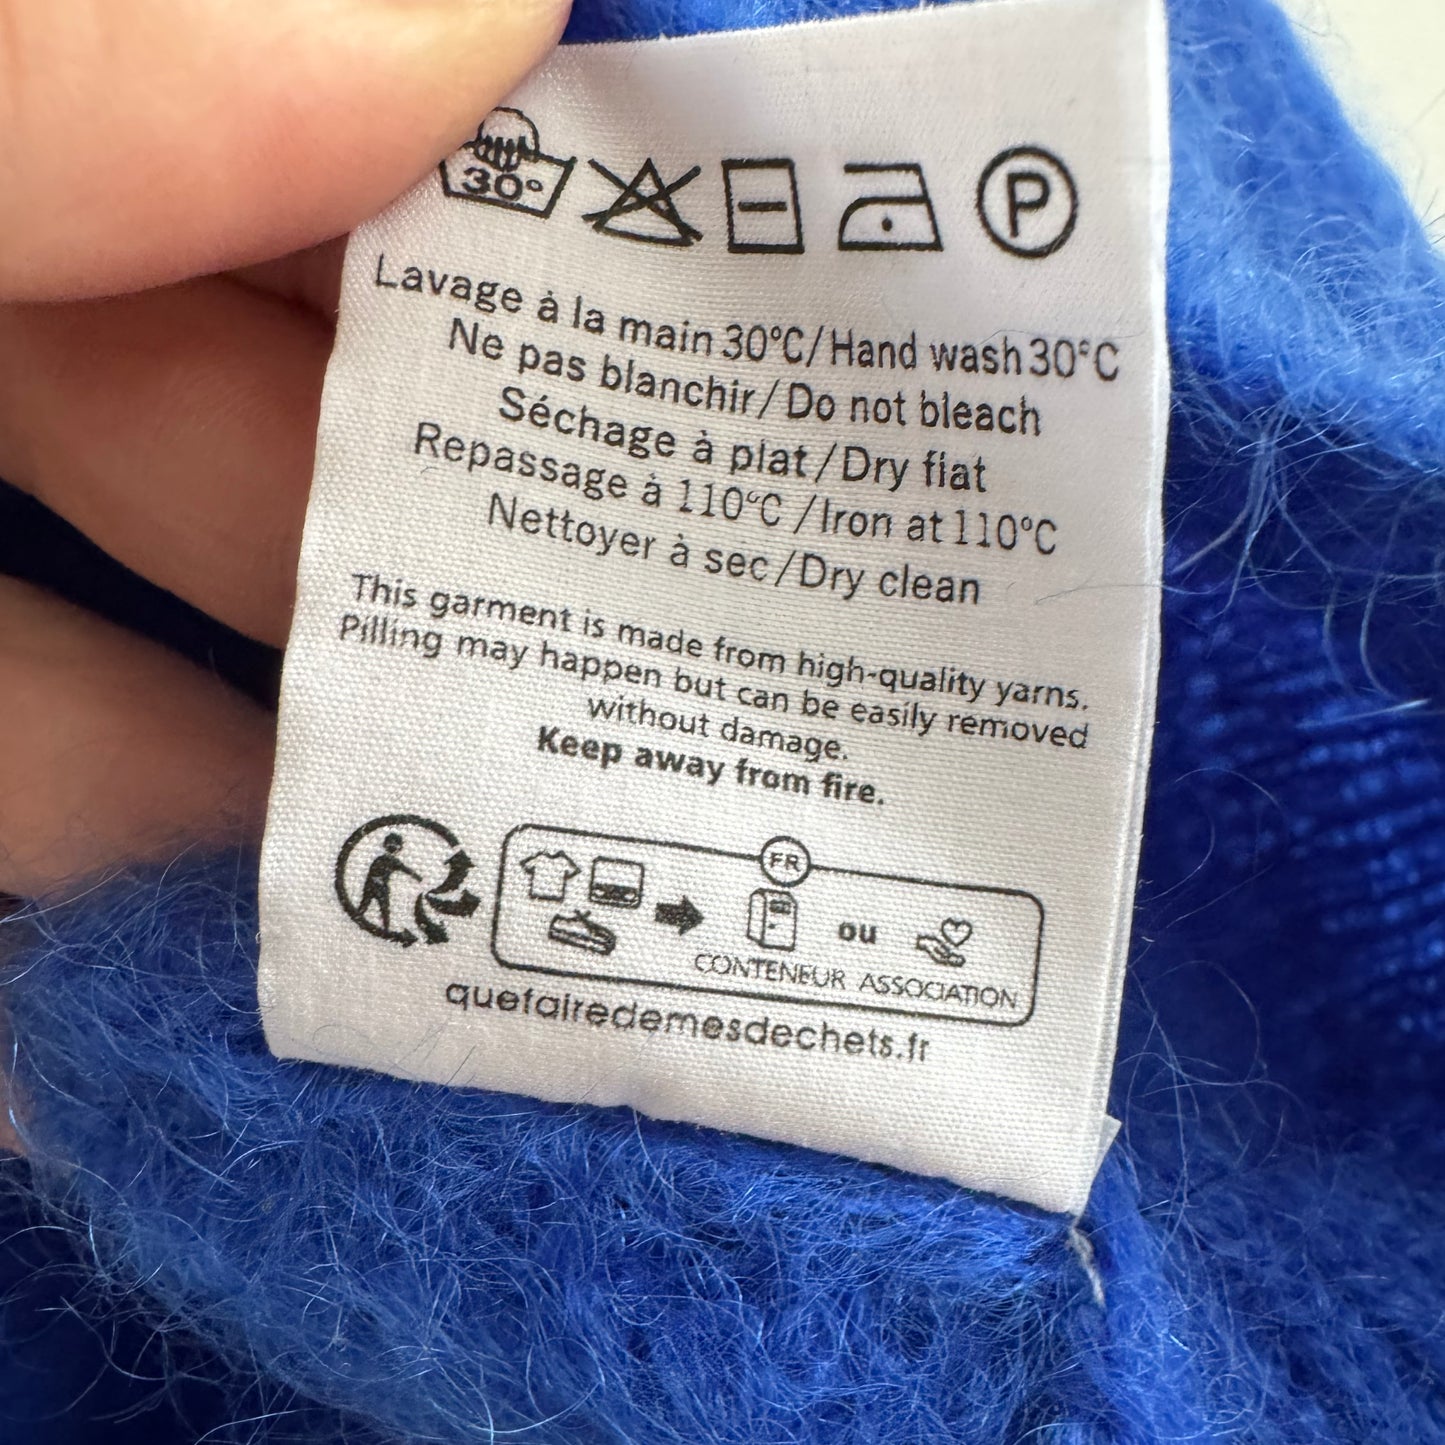 30°
P
Lavage à la main 30°C/Hand wash 30°C
Ne pas blanchir/Do not bleach
Séchage à plat/Dry flat
Repassage à 110°C/Iron at 110°C
Nettoyer à sec/Dry clean
This garment is made from high-quality yarns.
Pilling may happen but can be easily removed
without damage.
Keep away from fire.
FR
ou
CONTENEUR ASSOCIATION
quefairedemesdechets.fr